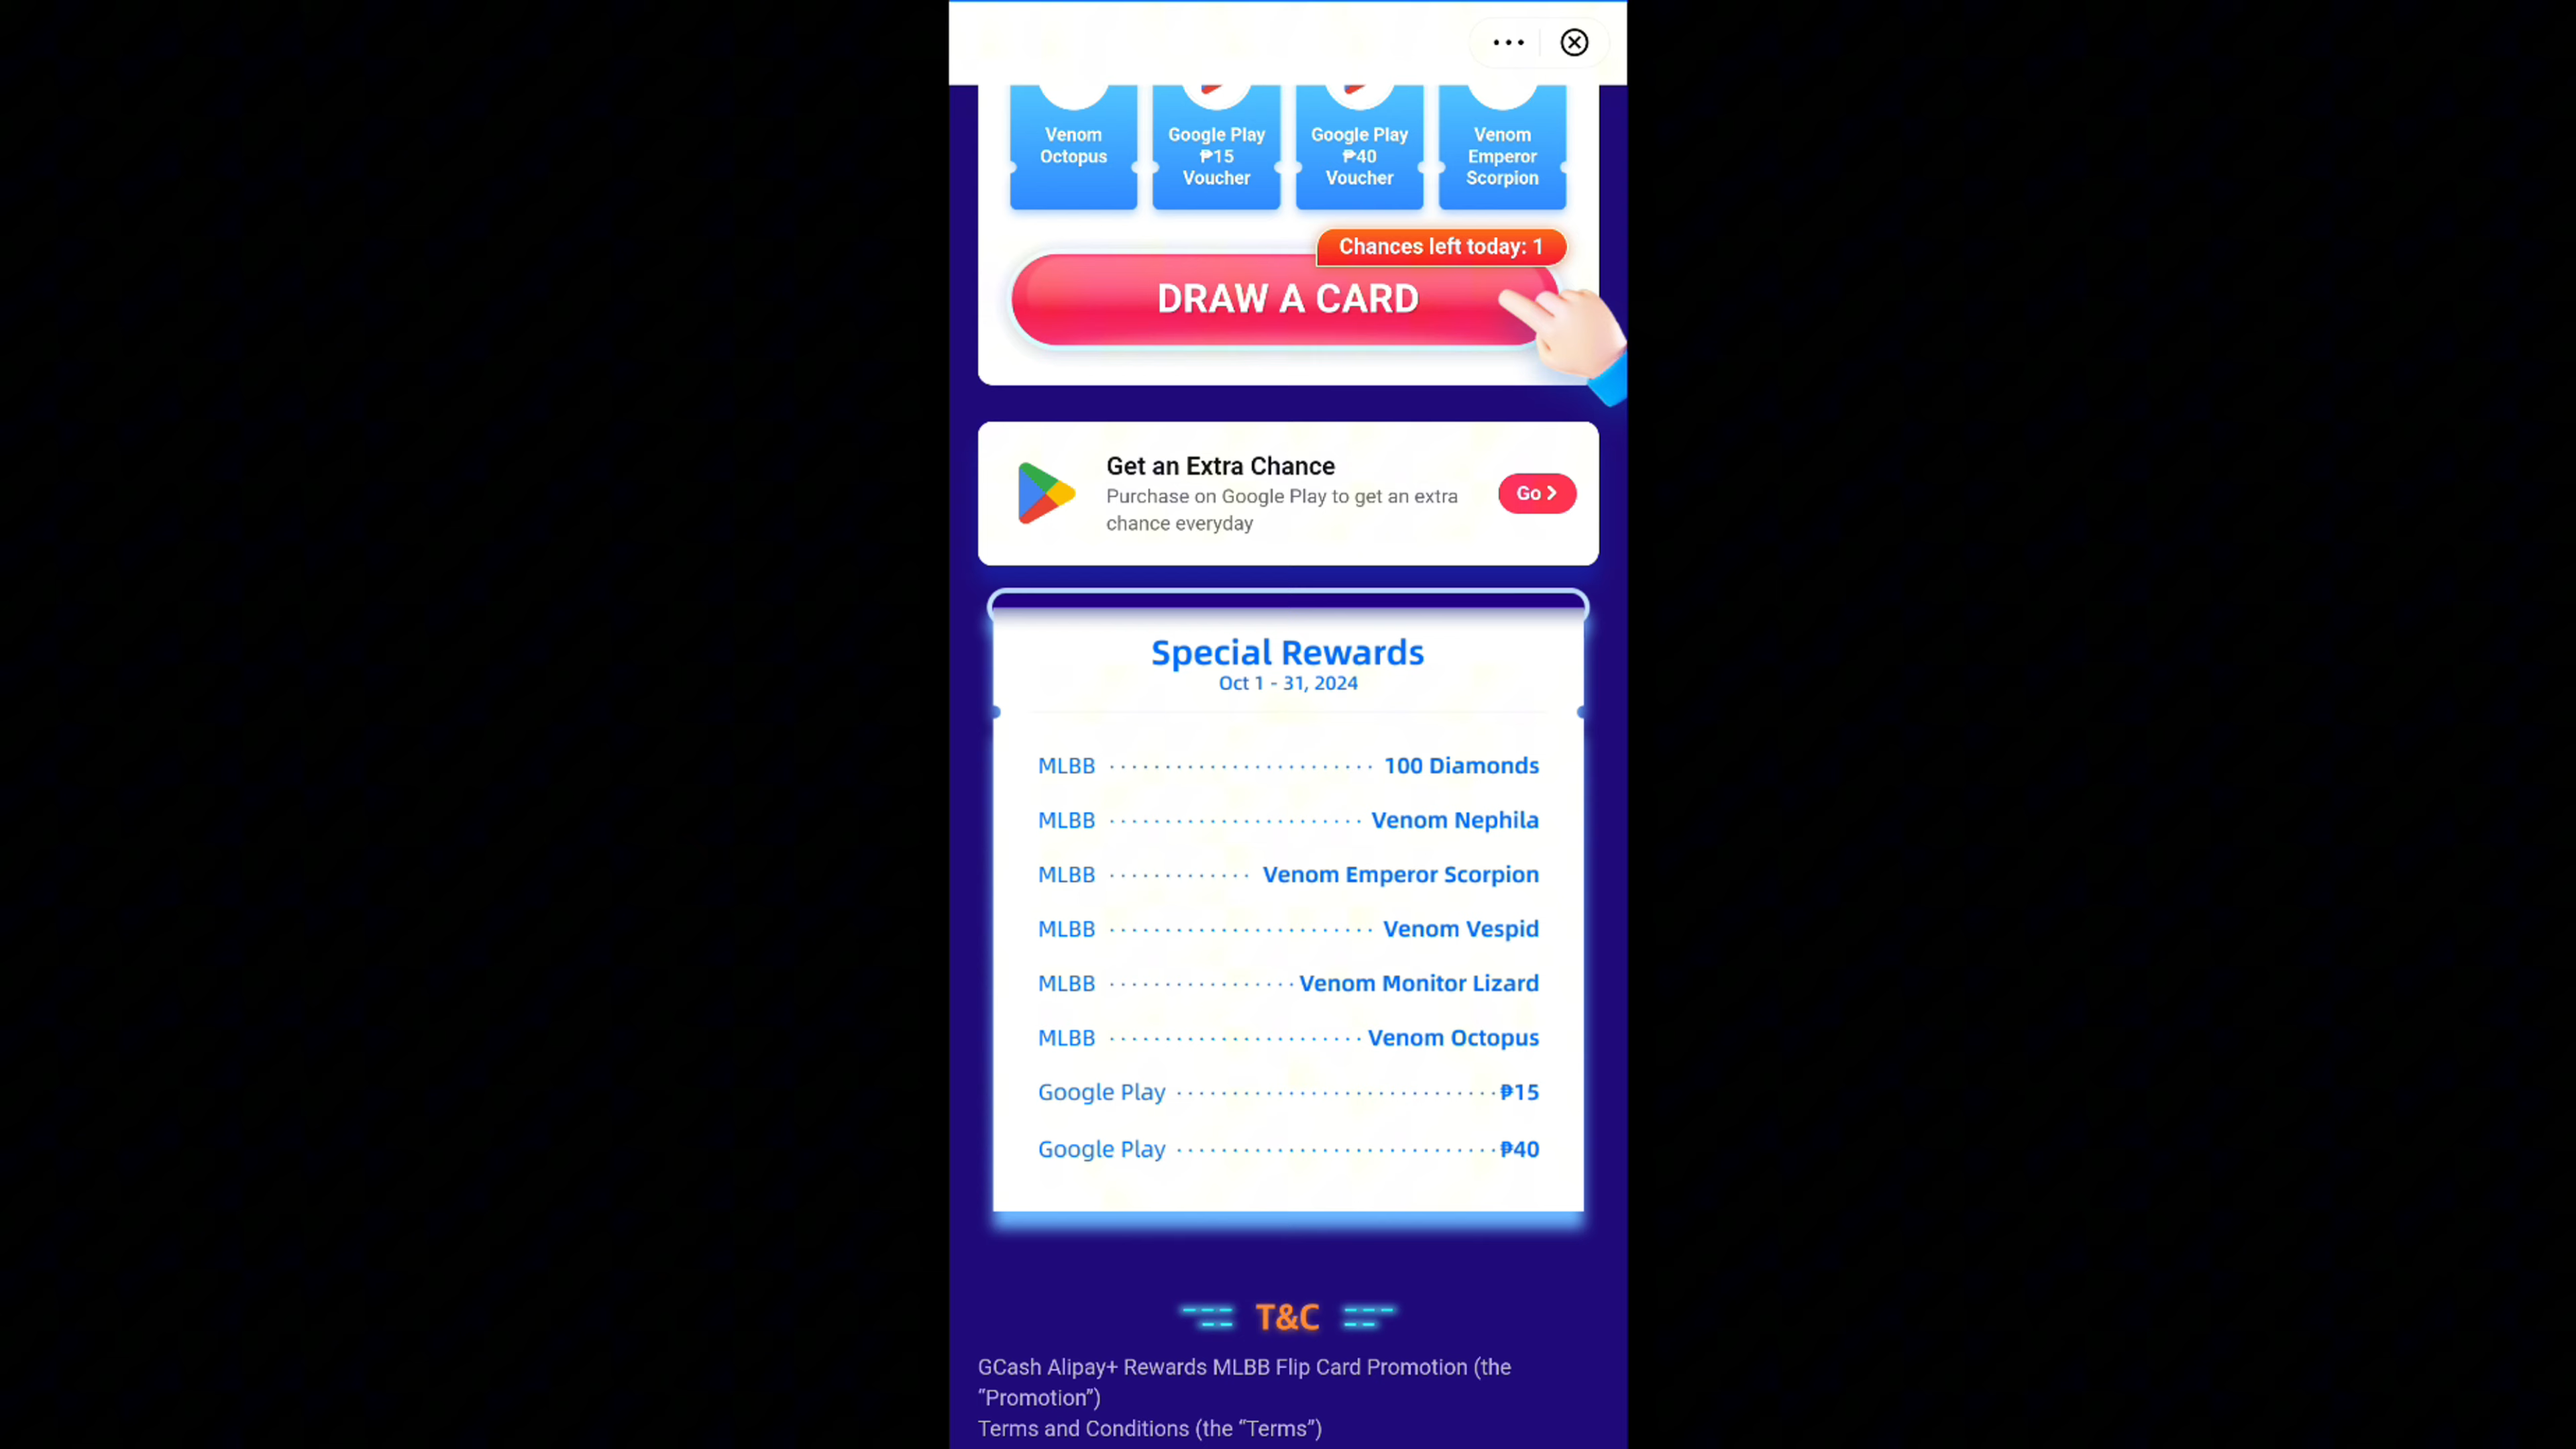 Venom
Octopus
Google Play
₱15
Voucher
Google Play
₱40
Voucher
Venom
Emperor
Scorpion
Chances left today: 1
DRAW A CARD
Get an Extra Chance
Purchase on Google Play to get an extra
chance everyday
Go
Special Rewards
Oct 1 - 31, 2024
MLBB 100 Diamonds
MLBB Venom Nephila
MLBB Venom Emperor Scorpion
MLBB Venom Vespid
MLBB Venom Monitor Lizard
MLBB Venom Octopus
Google Play ₱15
Google Play ₱40
T&C
GCash Alipay+ Rewards MLBB Flip Card Promotion (the
“Promotion”)
Terms and Conditions (the “Terms”)